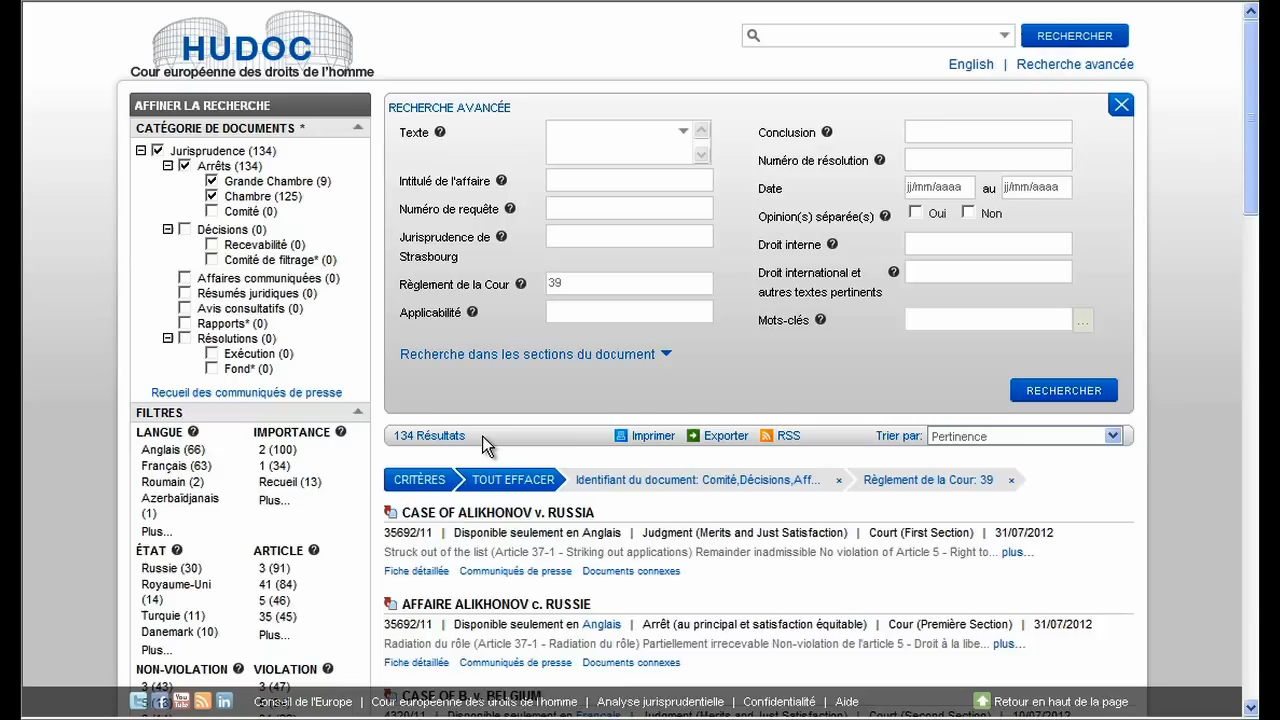 HUDOC
Cour européenne des droits de l'homme
RECHERCHER
English | Recherche avancée
AFFINER LA RECHERCHE
CATÉGORIE DE DOCUMENTS *
Jurisprudence (134)
Arrêts (134)
Grande Chambre (9)
Chambre (125)
Comité (0)
Décisions (0)
Recevabilité (0)
Comité de filtrage* (0)
Affaires communiquées (0)
Résumés juridiques (0)
Avis consultatifs (0)
Rapports* (0)
Résolutions (0)
Exécution (0)
Fond* (0)
Recueil des communiqués de presse
FILTRES
LANGUE
Anglais (66)
Français (63)
Roumain (2)
Azerbaïdjanais
(1)
Plus...
IMPORTANCE
2 (100)
1 (34)
Recueil (13)
Plus...
ÉTAT
Russie (30)
Royaume-Uni
(14)
Turquie (11)
Danemark (10)
Plus...
ARTICLE
3 (91)
41 (84)
5 (46)
35 (45)
Plus...
NON-VIOLATION
3 (43)
VIOLATION
3 (47)
RECHERCHE AVANCÉE
Texte
Intitulé de l'affaire
Numéro de requête
Jurisprudence de
Strasbourg
Règlement de la Cour 39
Applicabilité
Conclusion
Numéro de résolution
Date jj/mm/aaaa au jj/mm/aaaa
Opinion(s) séparée(s) Oui Non
Droit interne
Droit international et
autres textes pertinents
Mots-clés ...
Recherche dans les sections du document
RECHERCHER
134 Résultats Imprimer Exporter RSS Trier par: Pertinence
CRITÈRES TOUT EFFACER Identifiant du document: Comité,Décisions,Aff... × Règlement de la Cour: 39 ×
CASE OF ALIKHONOV v. RUSSIA
35692/11 | Disponible seulement en Anglais | Judgment (Merits and Just Satisfaction) | Court (First Section) | 31/07/2012
Struck out of the list (Article 37-1 - Striking out applications) Remainder inadmissible No violation of Article 5 - Right to... plus...
Fiche détaillée Communiqués de presse Documents connexes
AFFAIRE ALIKHONOV c. RUSSIE
35692/11 | Disponible seulement en Anglais | Arrêt (au principal et satisfaction équitable) | Cour (Première Section) | 31/07/2012
Radiation du rôle (Article 37-1 - Radiation du rôle) Partiellement irrecevable Non-violation de l'article 5 - Droit à la libe... plus...
Fiche détaillée Communiqués de presse Documents connexes
CASE OF B. v. BELGIUM
Conseil de l'Europe | Cour européenne des droits de l'homme | Analyse jurisprudentielle | Confidentialité | Aide
Retour en haut de la page